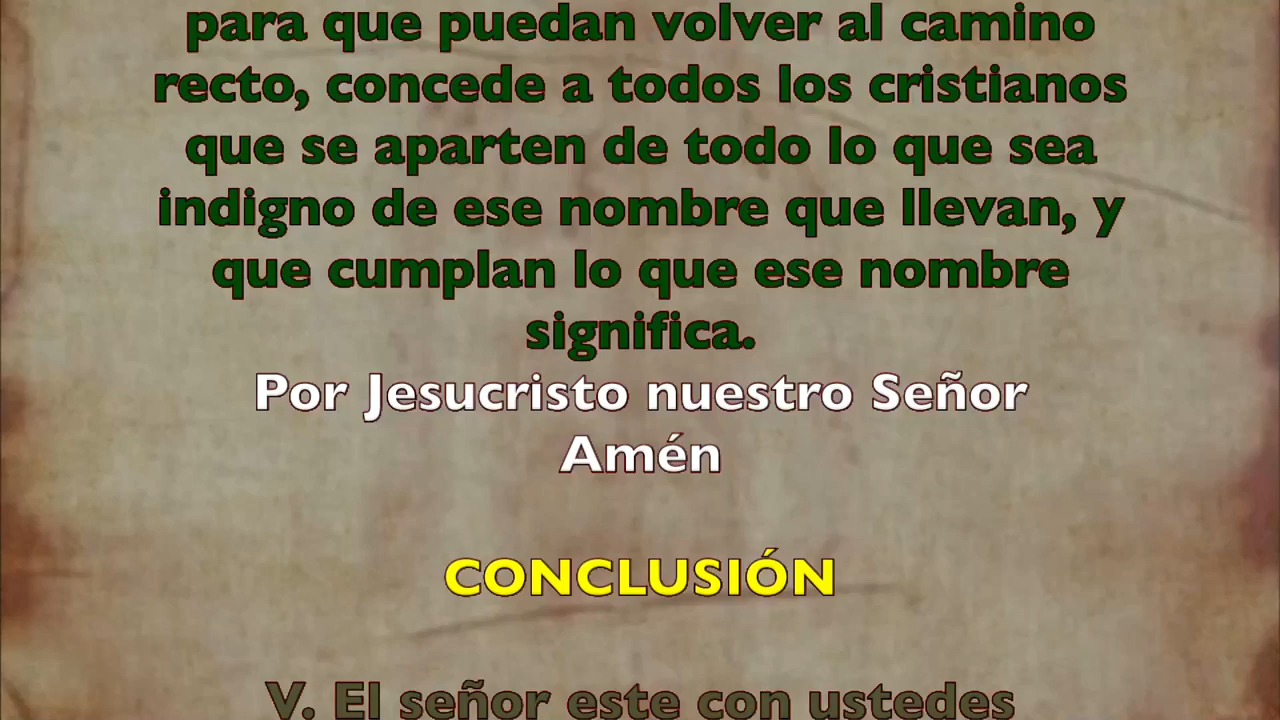 para que puedan volver al camino
recto, concede a todos los cristianos
que se aparten de todo lo que sea
indigno de ese nombre que llevan, y
que cumplan lo que ese nombre
significa.
Por Jesucristo nuestro Señor
Amén
CONCLUSIÓN
V. El señor este con ustedes